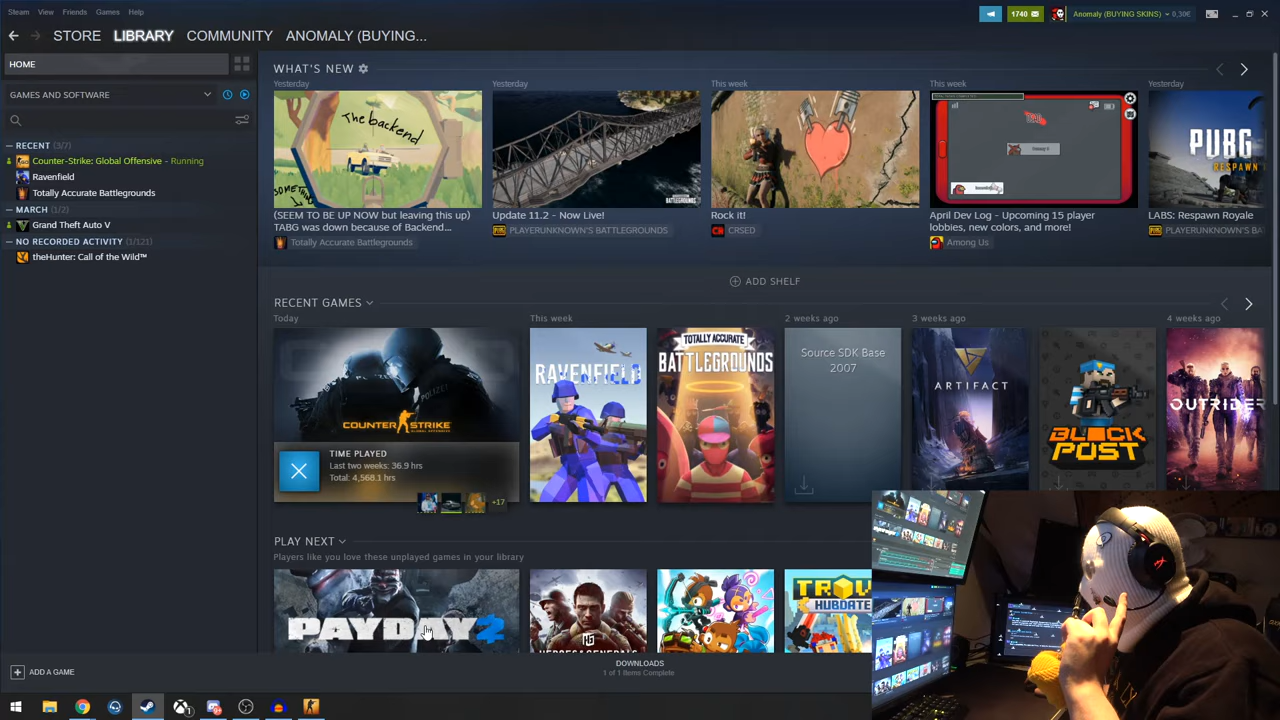 Steam View Friends Games Help
1740
Anomaly (BUYING SKINS) 0,30€
STORE LIBRARY COMMUNITY ANOMALY (BUYING...
HOME
GAMES AND SOFTWARE
RECENT (3/7)
Counter-Strike: Global Offensive - Running
Ravenfield
Totally Accurate Battlegrounds
MARCH (1/2)
Grand Theft Auto V
NO RECORDED ACTIVITY (1/121)
theHunter: Call of the Wild™
WHAT'S NEW
Yesterday
The backend
(SEEM TO BE UP NOW but leaving this up)
TABG was down because of Backend...
Totally Accurate Battlegrounds
Yesterday
Update 11.2 - Now Live!
PLAYERUNKNOWN'S BATTLEGROUNDS
This week
Rock it!
CRSED
This week
April Dev Log - Upcoming 15 player
lobbies, new colors, and more!
Among Us
Yesterday
PUBG
RESPAWN
LABS: Respawn Royale
PLAYERUNKNOWN'S BA
ADD SHELF
RECENT GAMES
Today
COUNTER STRIKE
GLOBAL OFFENSIVE
TIME PLAYED
Last two weeks: 36.9 hrs
Total: 4,568.1 hrs
+17
This week
RAVENFIELD
TOTALLY ACCURATE
BATTLEGROUNDS
2 weeks ago
Source SDK Base
2007
3 weeks ago
ARTIFACT
BLOCK
POST
4 weeks ago
OUTRIDER
PLAY NEXT
Players like you love these unplayed games in your library
POLIZEI
PAYDAY 2
HEROES & GENERALS
TROV
HUBDATE
ADD A GAME
DOWNLOADS
1 of 1 Items Complete